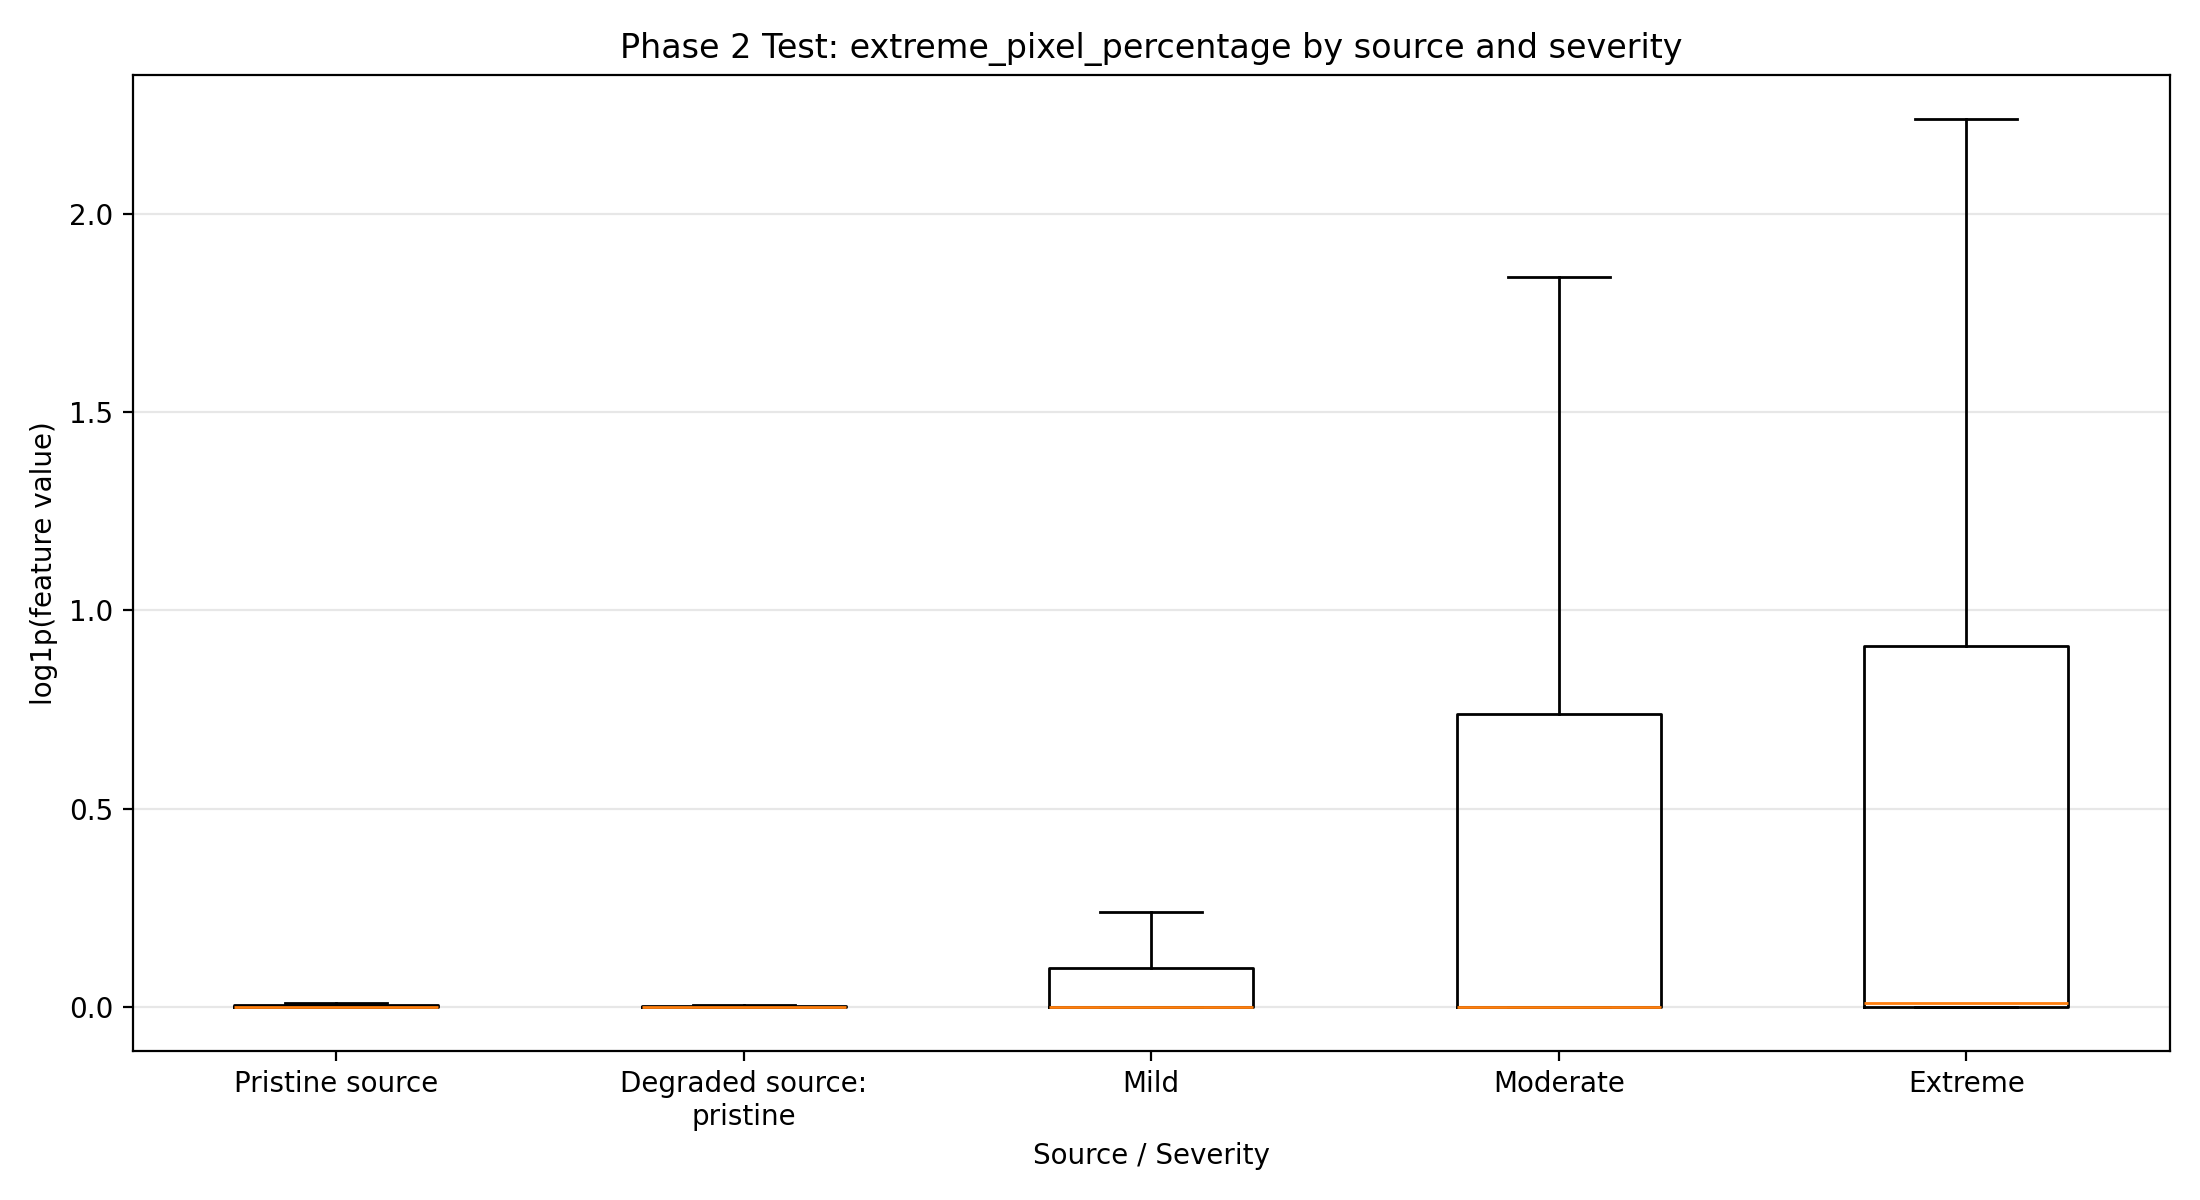 Phase 2 Test: extreme_pixel_percentage by source and severity
log1p(feature value)
2.0
1.5
1.0
0.5
0.0
Pristine source
Degraded source:
pristine
Mild
Moderate
Extreme
Source / Severity